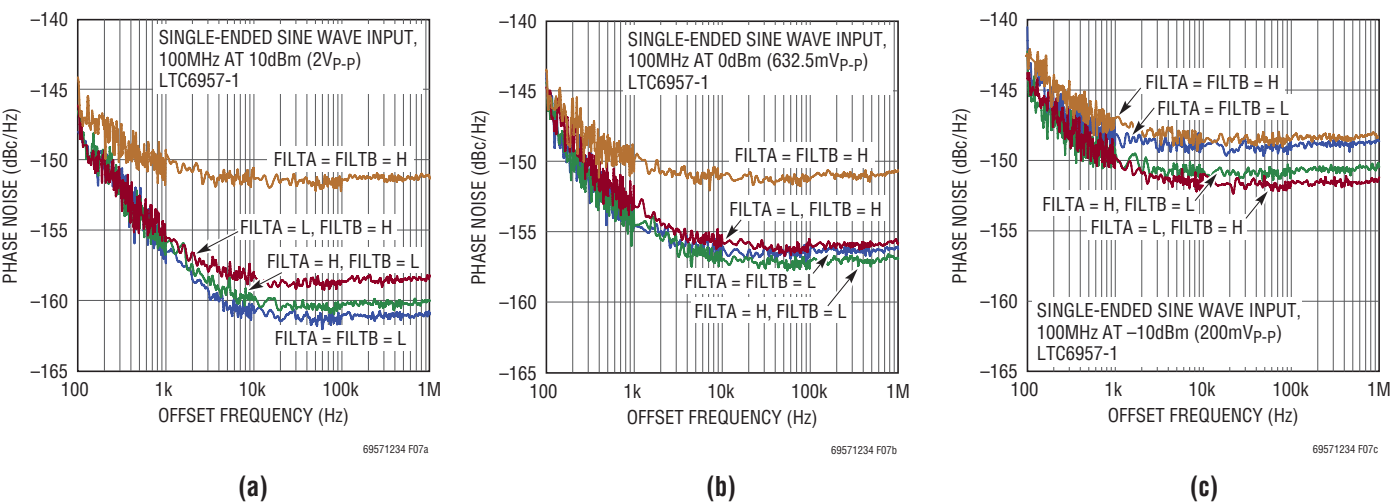 –140
–145
–150
–155
–160
–165
PHASE NOISE (dBc/Hz)
SINGLE-ENDED SINE WAVE INPUT,
100MHz AT 10dBm (2VP-P)
LTC6957-1
FILTA = FILTB = H
FILTA = L, FILTB = H
FILTA = H, FILTB = L
FILTA = FILTB = L
100 1k 10k 100k 1M
OFFSET FREQUENCY (Hz)
69571234 F07a
(a)
–140
–145
–150
–155
–160
–165
PHASE NOISE (dBc/Hz)
SINGLE-ENDED SINE WAVE INPUT,
100MHz AT 0dBm (632.5mVP-P)
LTC6957-1
FILTA = FILTB = H
FILTA = L, FILTB = H
FILTA = FILTB = L
FILTA = H, FILTB = L
100 1k 10k 100k 1M
OFFSET FREQUENCY (Hz)
69571234 F07b
(b)
–140
–145
–150
–155
–160
–165
PHASE NOISE (dBc/Hz)
FILTA = FILTB = H
FILTA = FILTB = L
FILTA = H, FILTB = L
FILTA = L, FILTB = H
SINGLE-ENDED SINE WAVE INPUT,
100MHz AT –10dBm (200mVP-P)
LTC6957-1
100 1k 10k 100k 1M
OFFSET FREQUENCY (Hz)
69571234 F07c
(c)